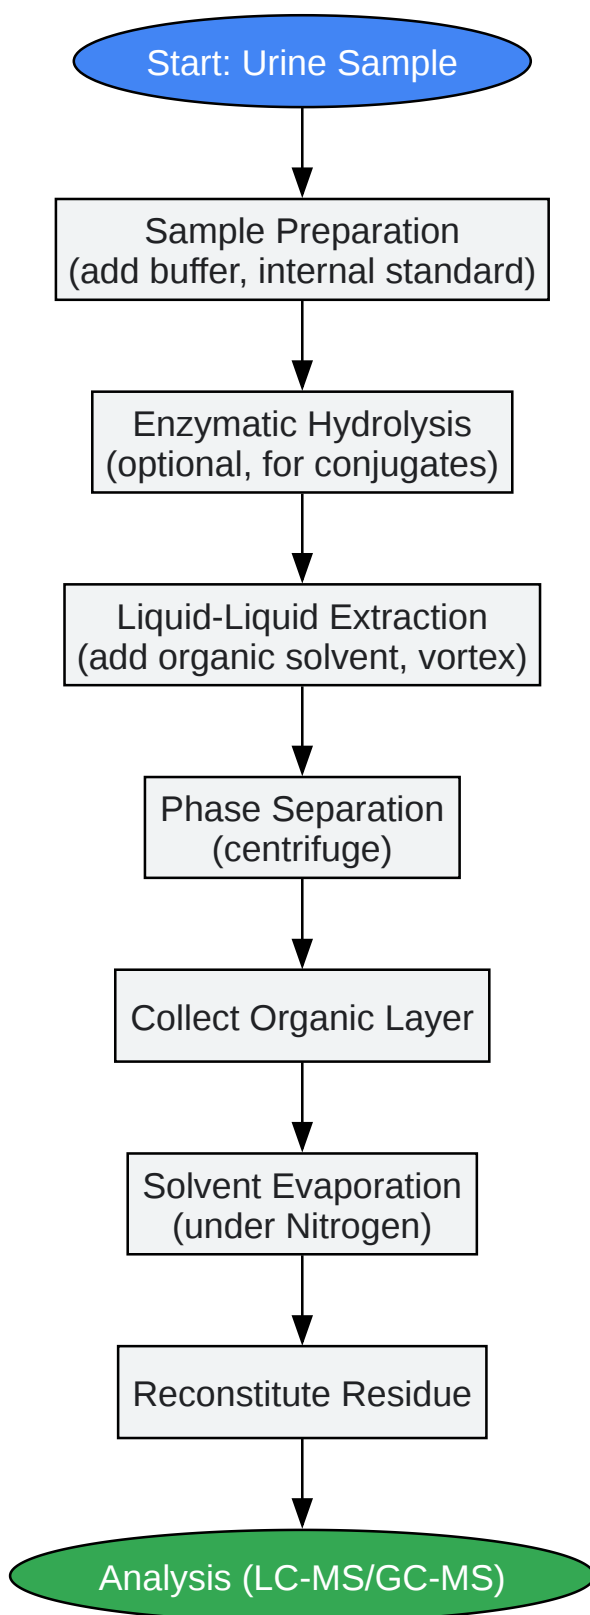 Start: Urine Sample
Sample Preparation
(add buffer, internal standard)
Enzymatic Hydrolysis
(optional, for conjugates)
Liquid-Liquid Extraction
(add organic solvent, vortex)
Phase Separation
(centrifuge)
Collect Organic Layer
Solvent Evaporation
(under Nitrogen)
Reconstitute Residue
Analysis (LC-MS/GC-MS)